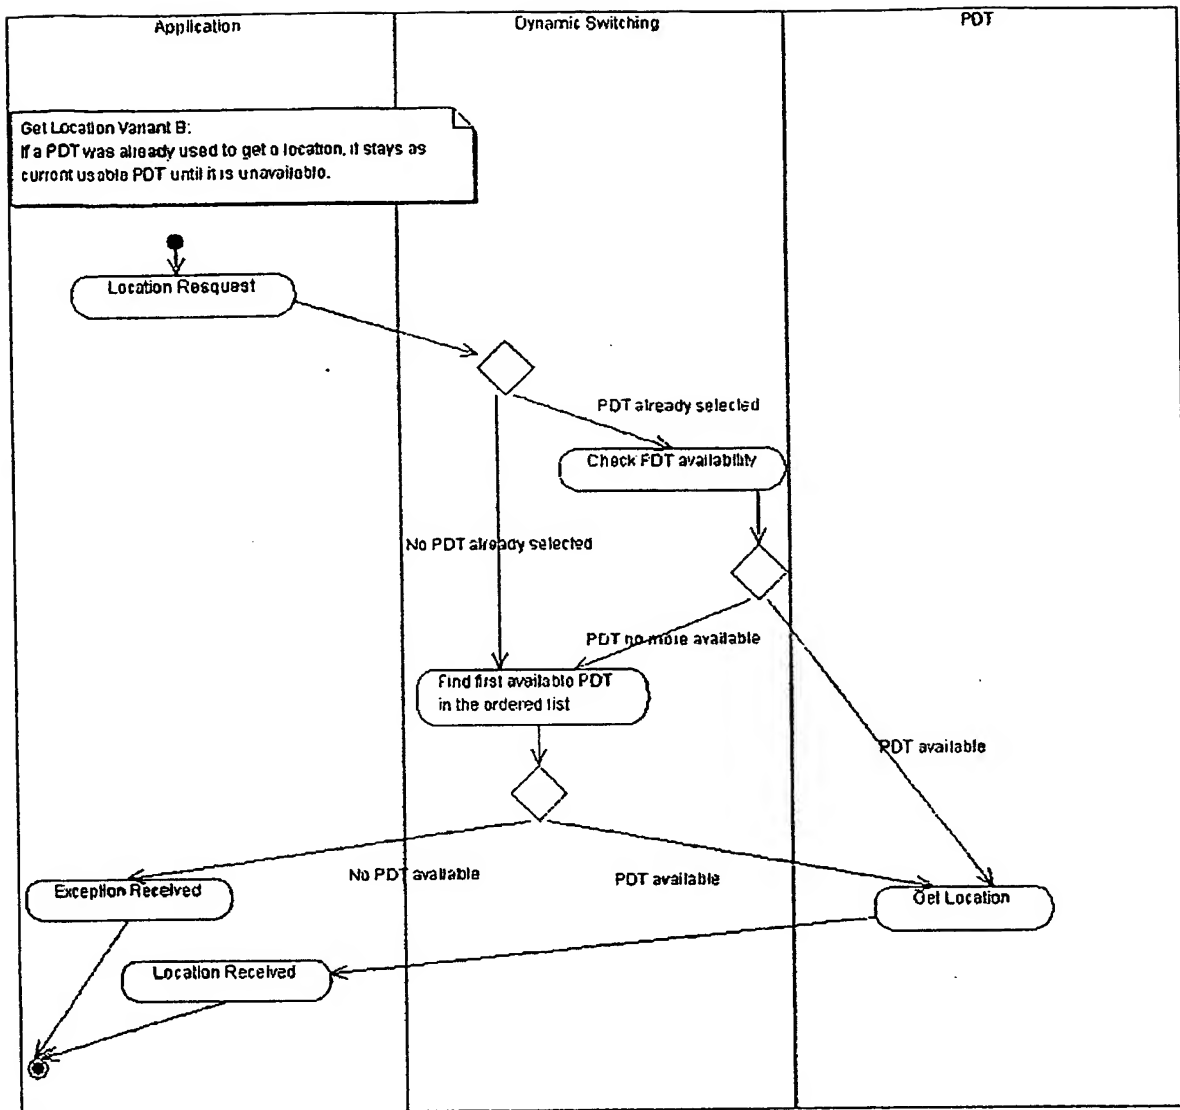 Application
Dynamic Switching
PDT
Get Location Variant B:
If a PDT was already used to get a location, it stays as
current usable PDT until it is unavailable.
Location Resquest
PDT already selected
Check PDT availability
No PDT already selected
PDT no more available
Find first available PDT
in the ordered list
PDT available
No PDT available
PDT available
Exception Received
Get Location
Location Received